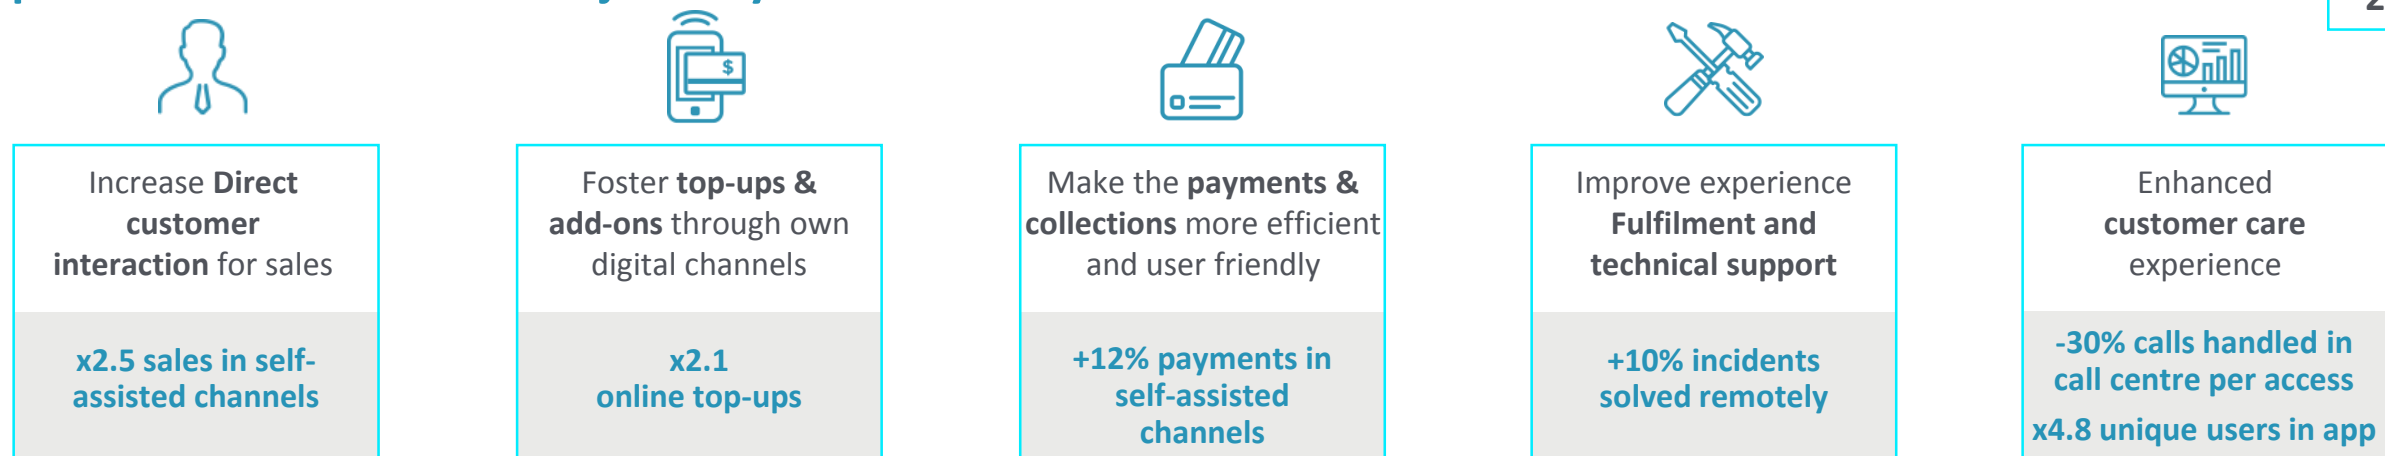 2
$
Increase Direct
customer
interaction for sales
x2.5 sales in self-
assisted channels
Foster top-ups &
add-ons through own
digital channels
x2.1
online top-ups
Make the payments &
collections more efficient
and user friendly
+12% payments in
self-assisted
channels
Improve experience
Fulfilment and
technical support
+10% incidents
solved remotely
Enhanced
customer care
experience
-30% calls handled in
call centre per access
x4.8 unique users in app